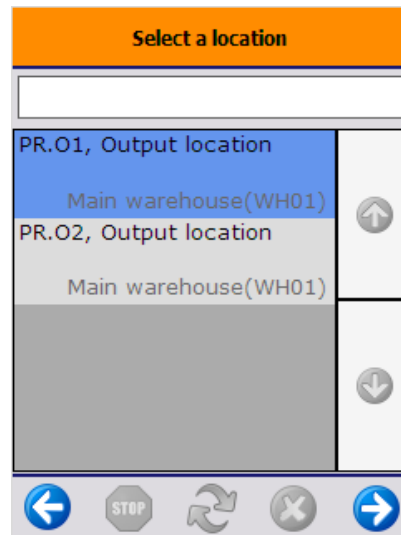 Select a location
PR.O1, Output location
Main warehouse(WH01)
PR.O2, Output location
Main warehouse(WH01)
STOP